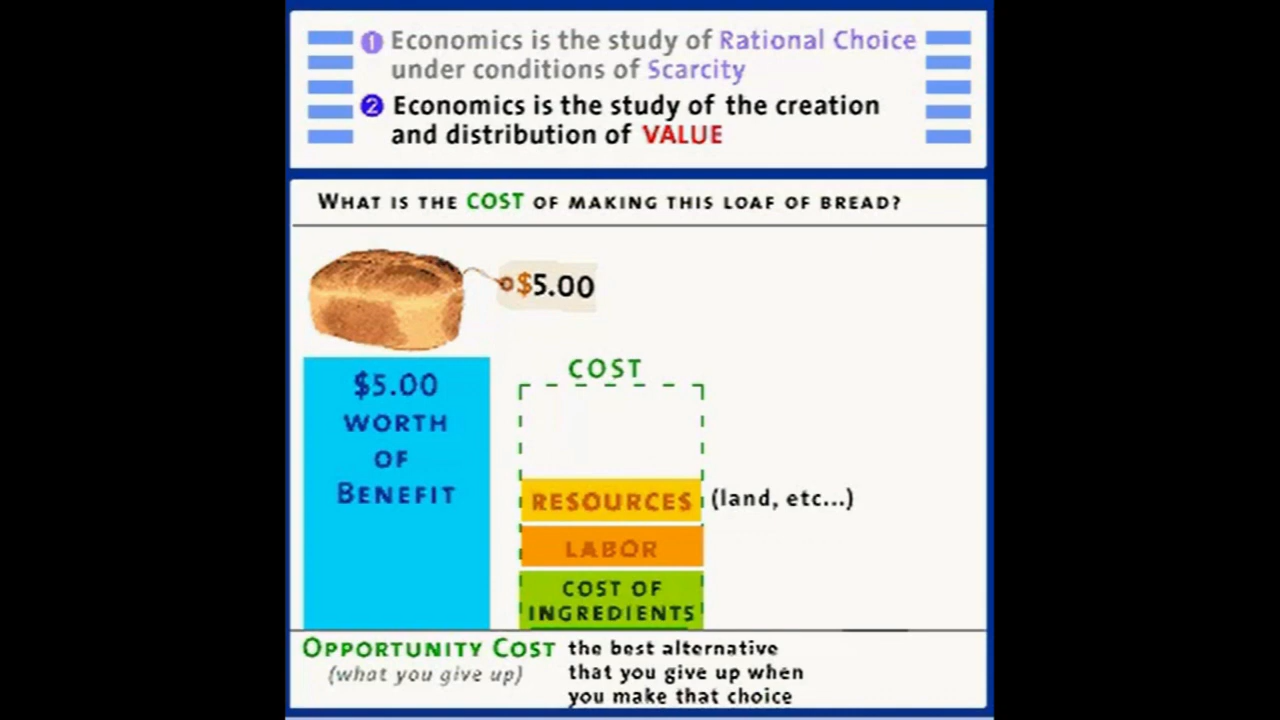 1 Economics is the study of Rational Choice
under conditions of Scarcity
2 Economics is the study of the creation
and distribution of VALUE
WHAT IS THE COST OF MAKING THIS LOAF OF BREAD?
$5.00
$5.00
WORTH
OF
BENEFIT
COST
RESOURCES (land, etc...)
LABOR
COST OF
INGREDIENTS
OPPORTUNITY COST the best alternative
(what you give up) that you give up when
you make that choice